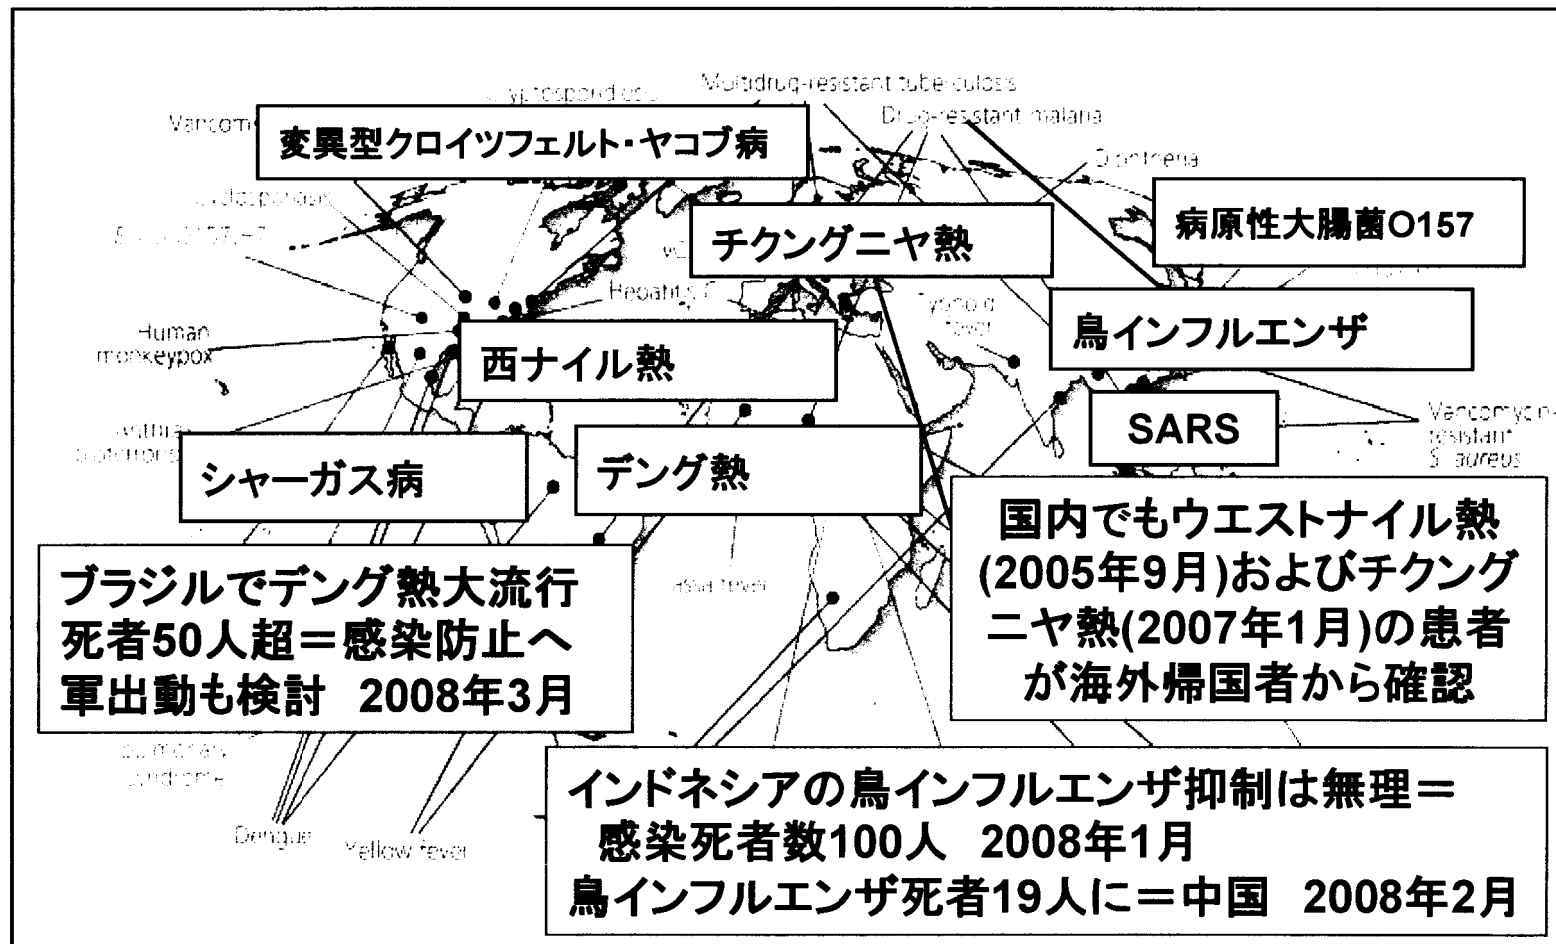 Multidrug-resistant tuberculosis
Drug-resistant malaria
変異型クロイツフェルト・ヤコブ病
Diphtheria
病原性大腸菌O157
チクングニヤ熱
Hepatitis C
鳥インフルエンザ
Typhoid
fever
Human
monkeypox
西ナイル熱
SARS
Vancomycin-
resistant
S. aureus
シャーガス病
デング熱
国内でもウエストナイル熱
(2005年9月)およびチクング
ニヤ熱(2007年1月)の患者
が海外帰国者から確認
ブラジルでデング熱大流行
死者50人超＝感染防止へ
軍出動も検討 2008年3月
pulmonary
syndrome
インドネシアの鳥インフルエンザ抑制は無理＝
感染死者数100人 2008年1月
鳥インフルエンザ死者19人に＝中国 2008年2月
Dengue
Yellow fever